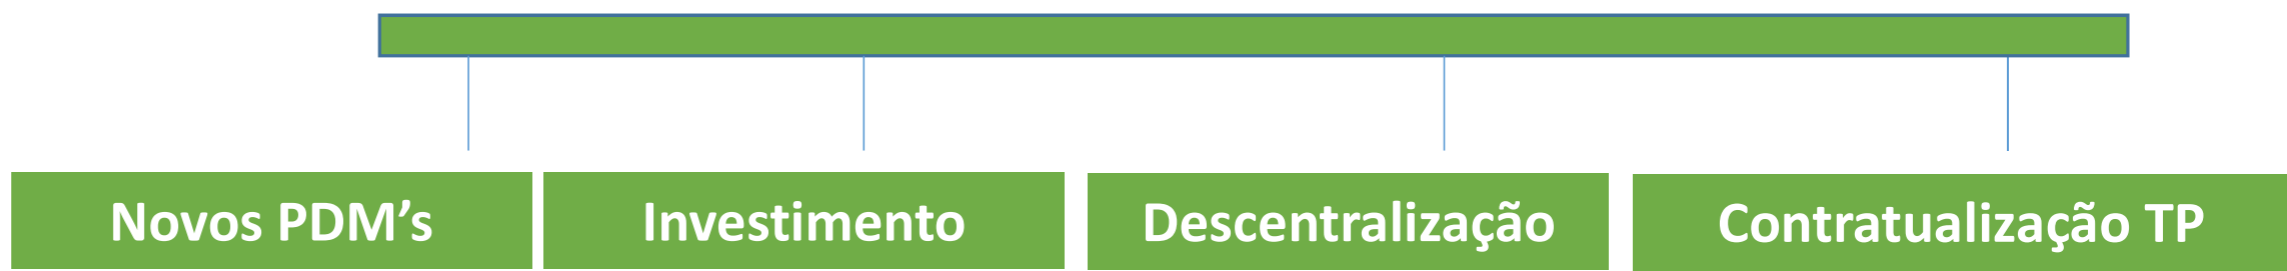 Novos PDM’s
Investimento
Descentralização
Contratualização TP